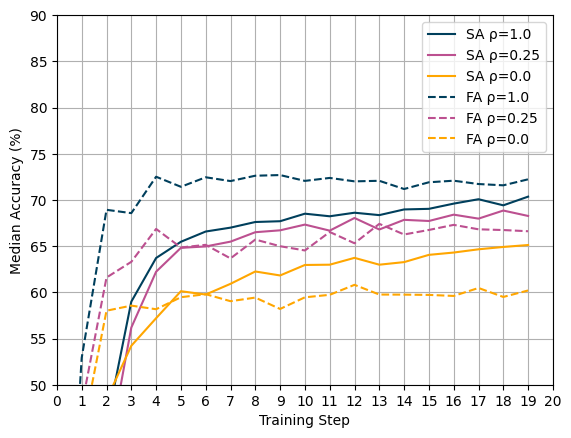 90
85
80
75
70
65
60
55
50
Median Accuracy (%)
SA ρ=1.0
SA ρ=0.25
SA ρ=0.0
FA ρ=1.0
FA ρ=0.25
FA ρ=0.0
0 1 2 3 4 5 6 7 8 9 10 11 12 13 14 15 16 17 18 19 20
Training Step